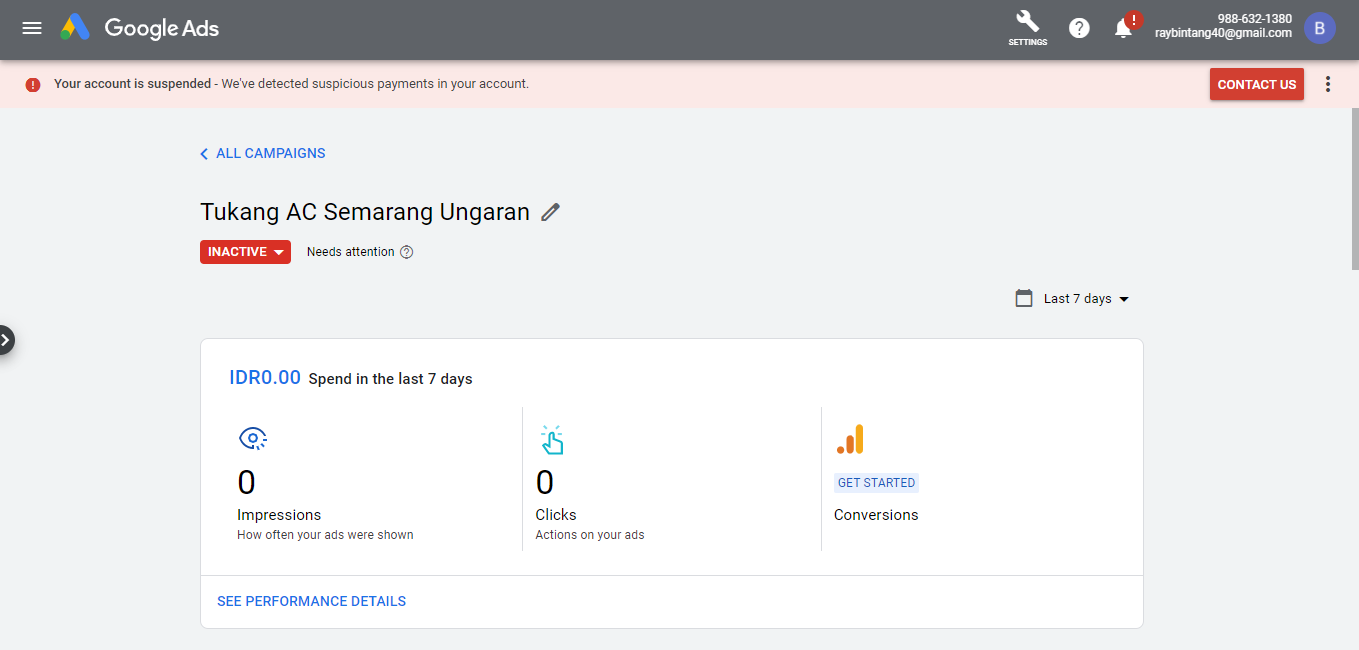 Google Ads
SETTINGS
?
!
988-632-1380
raybintang40@gmail.com
B
! Your account is suspended - We've detected suspicious payments in your account.
CONTACT US
ALL CAMPAIGNS
Tukang AC Semarang Ungaran
INACTIVE
Needs attention ?
Last 7 days
IDR0.00 Spend in the last 7 days
0
Impressions
How often your ads were shown
0
Clicks
Actions on your ads
GET STARTED
Conversions
SEE PERFORMANCE DETAILS